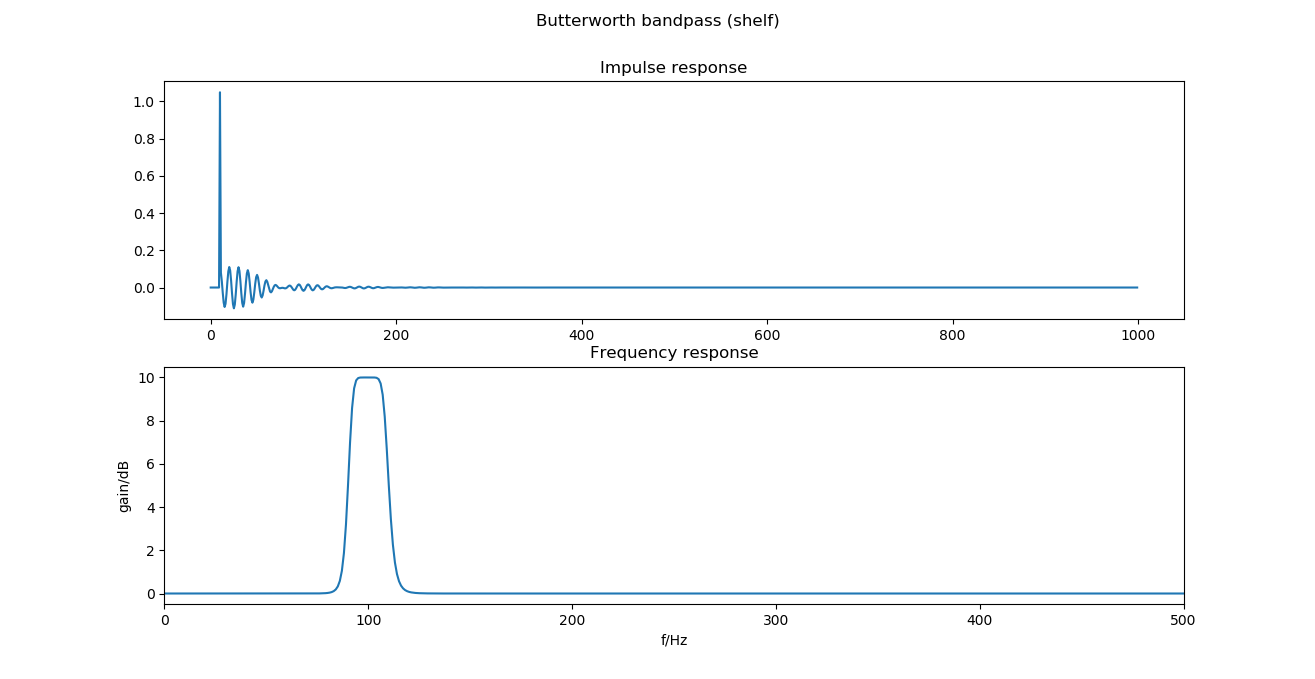 Butterworth bandpass (shelf)
Impulse response
1.0
0.8
0.6
0.4
0.2
0.0
0 200 400 600 800 1000
Frequency response
10
8
6
4
2
0
gain/dB
0 100 200 300 400 500
f/Hz